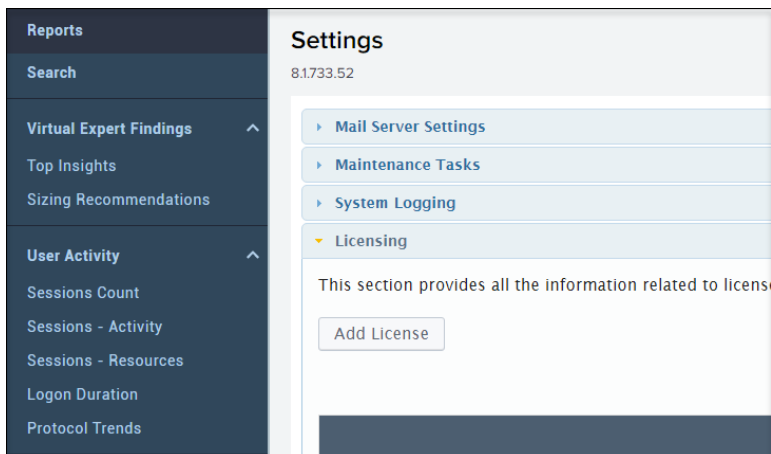 Reports
Search
Virtual Expert Findings
Top Insights
Sizing Recommendations
User Activity
Sessions Count
Sessions - Activity
Sessions - Resources
Logon Duration
Protocol Trends
Settings
8.1.733.52
Mail Server Settings
Maintenance Tasks
System Logging
Licensing
This section provides all the information related to license
Add License